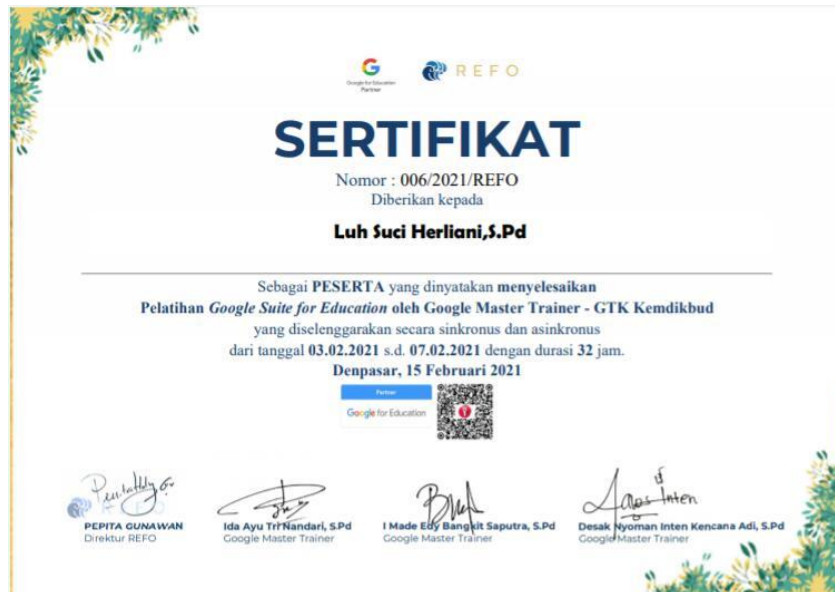 Google for Education
Partner
REFO
SERTIFIKAT
Nomor : 006/2021/REFO
Diberikan kepada
Luh Suci Herliani,S.Pd
Sebagai PESERTA yang dinyatakan menyelesaikan
Pelatihan Google Suite for Education oleh Google Master Trainer - GTK Kemdikbud
yang diselenggarakan secara sinkronus dan asinkronus
dari tanggal 03.02.2021 s.d. 07.02.2021 dengan durasi 32 jam.
Denpasar, 15 Februari 2021
Partner
Google for Education
PEPITA GUNAWAN
Direktur REFO
Ida Ayu Tri Nandari, S.Pd
Google Master Trainer
I Made Edy Bangkit Saputra, S.Pd
Google Master Trainer
Inten
Desak Nyoman Inten Kencana Adi, S.Pd
Google Master Trainer